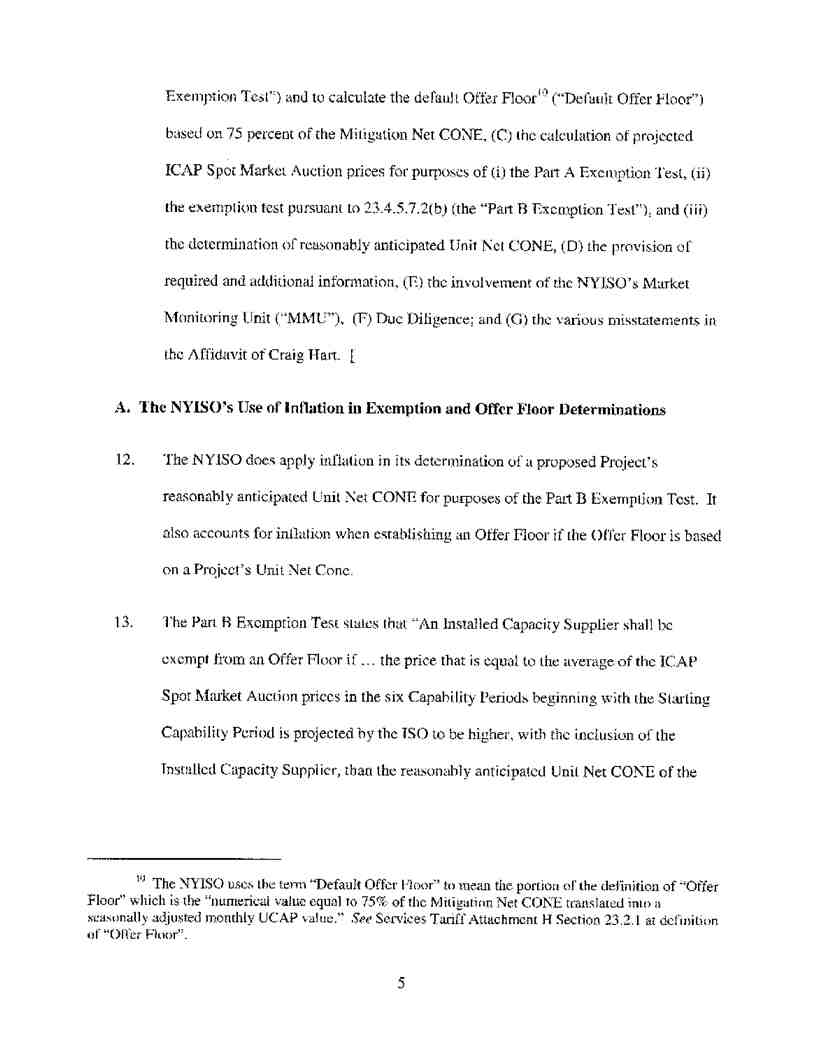 Exemption Test") and to calculate the default Offer Floor¹⁹ ("Default Offer Floor")
based on 75 percent of the Mitigation Net CONE, (C) the calculation of projected
ICAP Spot Market Auction prices for purposes of (i) the Part A Exemption Test, (ii)
the exemption test pursuant to 23.4.5.7.2(b) (the "Part B Exemption Test"), and (iii)
the determination of reasonably anticipated Unit Net CONE, (D) the provision of
required and additional information, (E) the involvement of the NYISO's Market
Monitoring Unit ("MMU"), (F) Due Diligence; and (G) the various misstatements in
the Affidavit of Craig Hart. [
A. The NYISO's Use of Inflation in Exemption and Offer Floor Determinations
12. The NYISO does apply inflation in its determination of a proposed Project's
reasonably anticipated Unit Net CONE for purposes of the Part B Exemption Test. It
also accounts for inflation when establishing an Offer Floor if the Offer Floor is based
on a Project's Unit Net Cone.
13. The Part B Exemption Test states that "An Installed Capacity Supplier shall be
exempt from an Offer Floor if … the price that is equal to the average of the ICAP
Spot Market Auction prices in the six Capability Periods beginning with the Starting
Capability Period is projected by the ISO to be higher, with the inclusion of the
Installed Capacity Supplier, than the reasonably anticipated Unit Net CONE of the
¹⁹ The NYISO uses the term "Default Offer Floor" to mean the portion of the definition of "Offer
Floor" which is the "numerical value equal to 75% of the Mitigation Net CONE translated into a
seasonally adjusted monthly UCAP value." See Services Tariff Attachment H Section 23.2.1 at definition
of "Offer Floor".
5